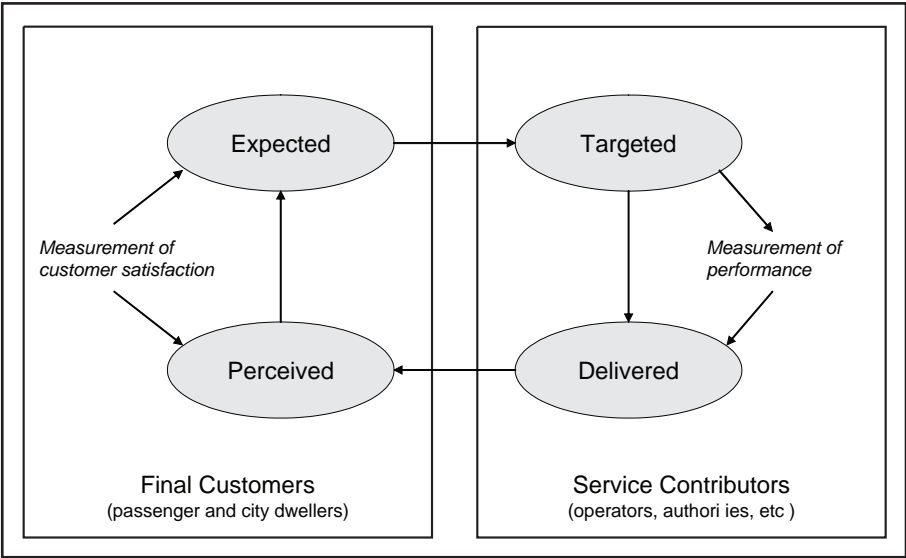 Expected
Targeted
Measurement of
customer satisfaction
Measurement of
performance
Perceived
Delivered
Final Customers
(passenger and city dwellers)
Service Contributors
(operators, authori ies, etc )